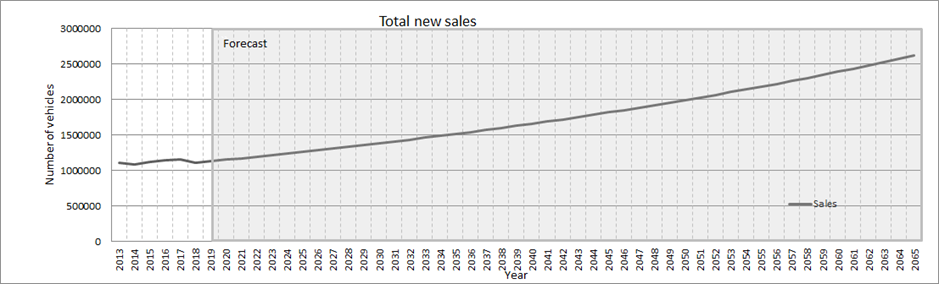 Total new sales
3000000
Forecast
2500000
2000000
1500000
1000000
500000
0
Number of vehicles
Sales
2013 2014 2015 2016 2017 2018 2019 2020 2021 2022 2023 2024 2025 2026 2027 2028 2029 2030 2031 2032 2033 2034 2035 2036 2037 2038 2039 2040 2041 2042 2043 2044 2045 2046 2047 2048 2049 2050 2051 2052 2053 2054 2055 2056 2057 2058 2059 2060 2061 2062 2063 2064 2065
Year